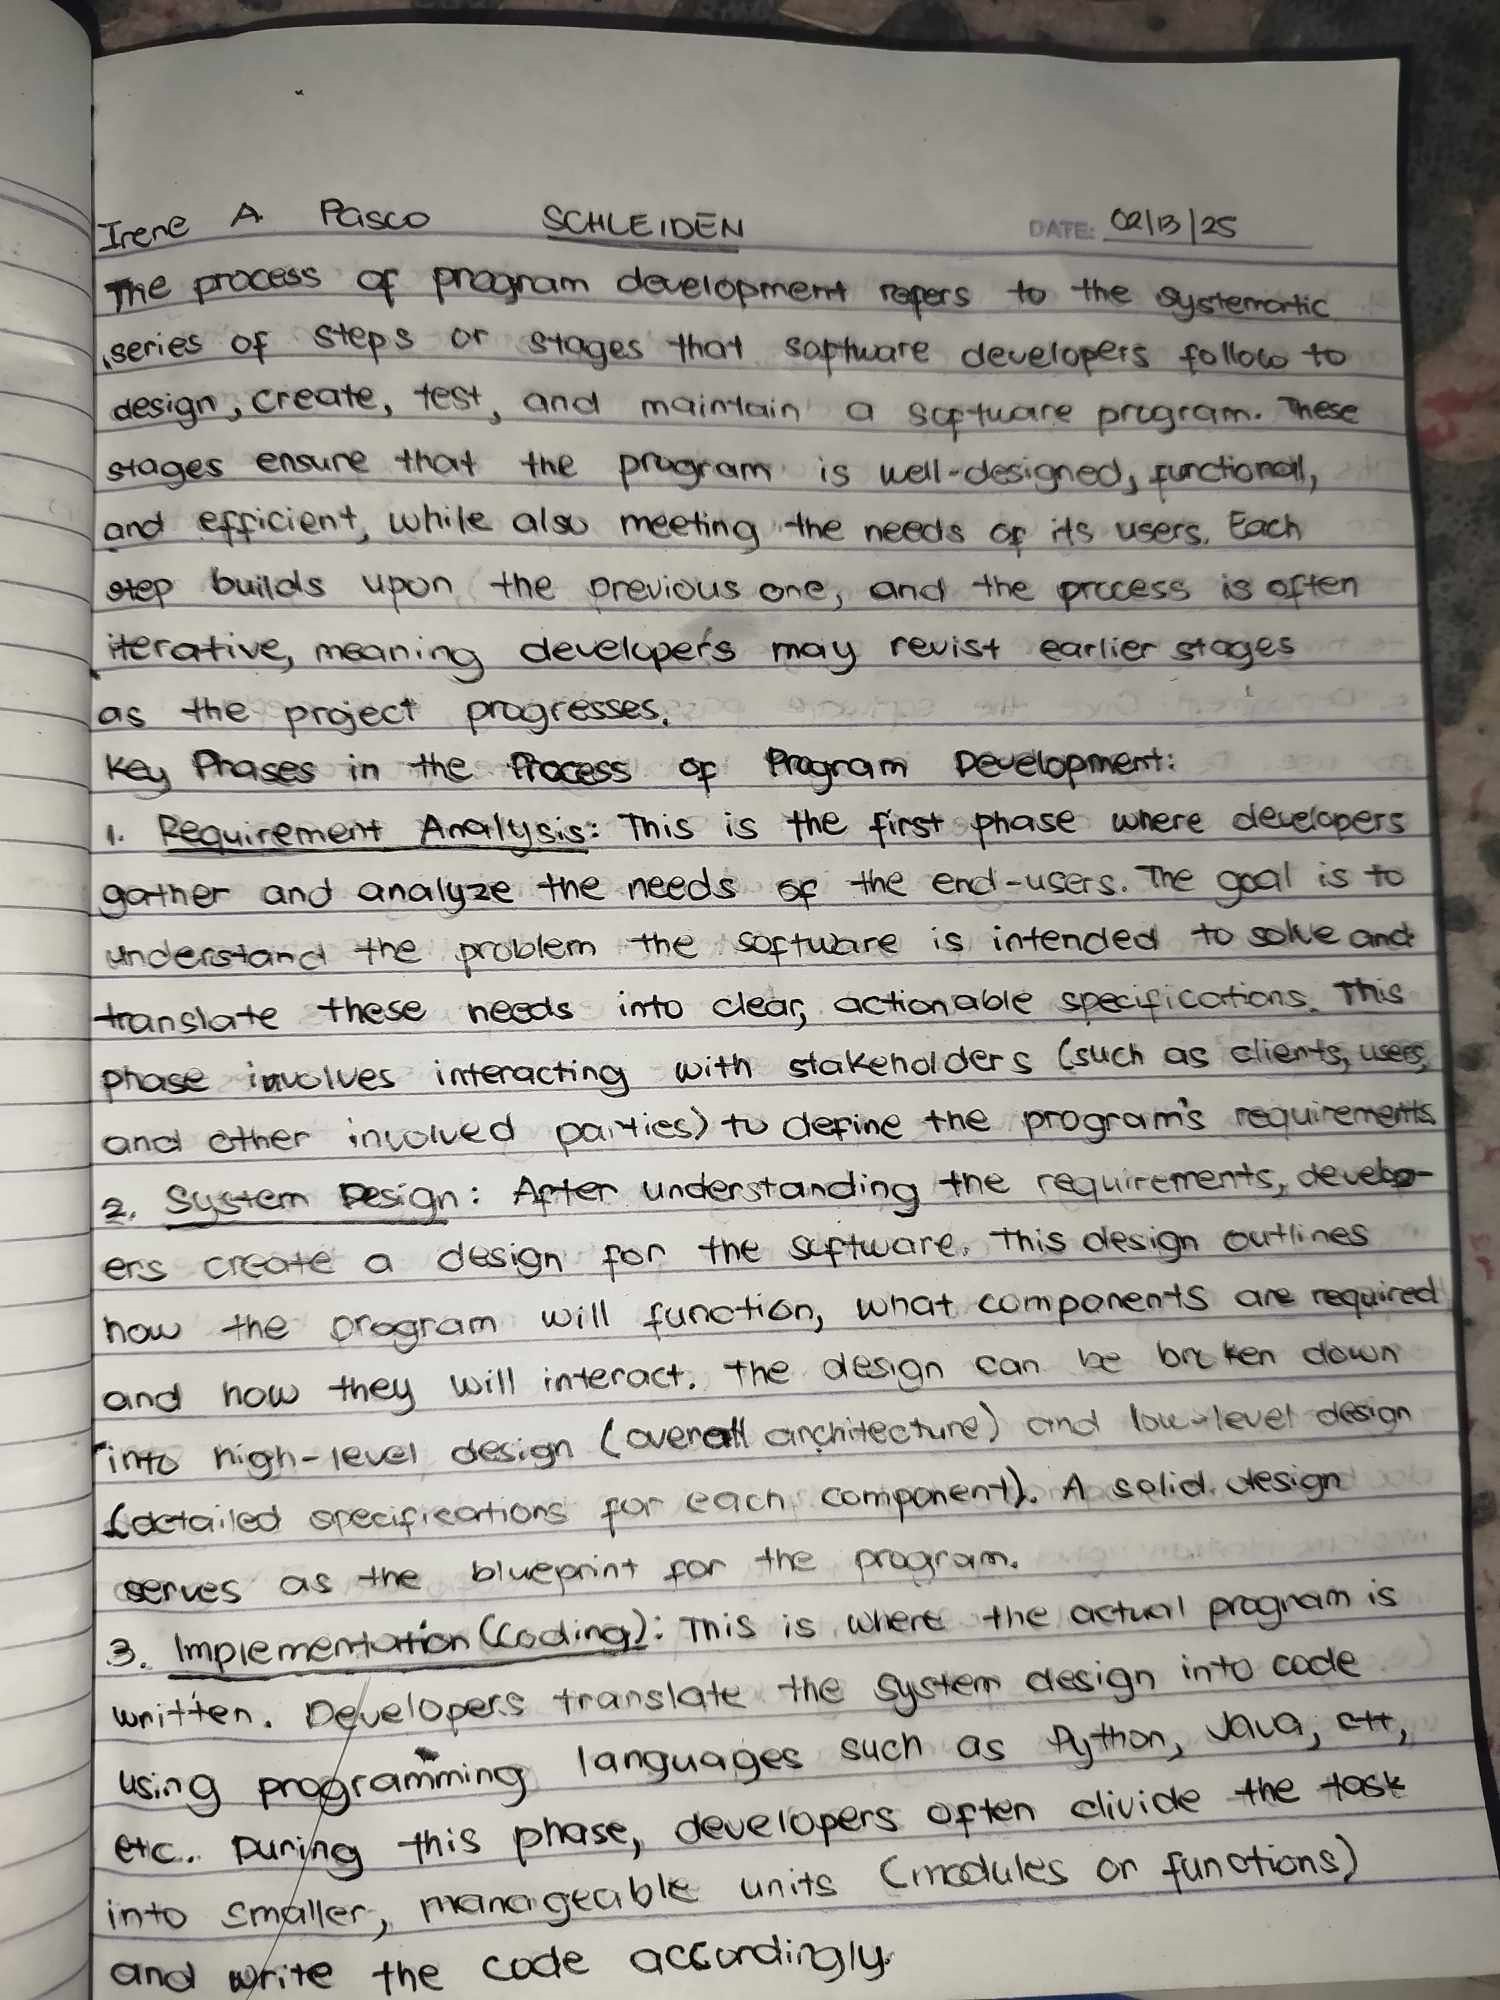 Irene A. Pasco SCHLEIDEN DATE: 02/13/25
The process of program development refers to the systematic
series of steps or stages that software developers follow to
design, create, test, and maintain a software program. These
stages ensure that the program is well-designed, functional,
and efficient, while also meeting the needs of its users. Each
step builds upon the previous one, and the process is often
iterative, meaning developers may revist earlier stages
as the project progresses.
Key Phases in the Process of Program Development:
1. Requirement Analysis: This is the first phase where developers
gather and analyze the needs of the end-users. The goal is to
understand the problem the software is intended to solve and
translate these needs into clear, actionable specifications. This
phase involves interacting with stakeholders (such as clients, users,
and other involved parties) to define the program's requirements
2. System Design: After understanding the requirements, develop-
ers create a design for the software. This design outlines
how the program will function, what components are required
and how they will interact. The design can be broken down
into high-level design (overall architecture) and low-level design
(detailed specifications for each component). A solid design
serves as the blueprint for the program.
3. Implementation (Coding): This is where the actual program is
written. Developers translate the system design into code
using programming languages such as Python, Java, C++,
etc. During this phase, developers often divide the task
into smaller, manageable units (modules or functions)
and write the code accordingly.